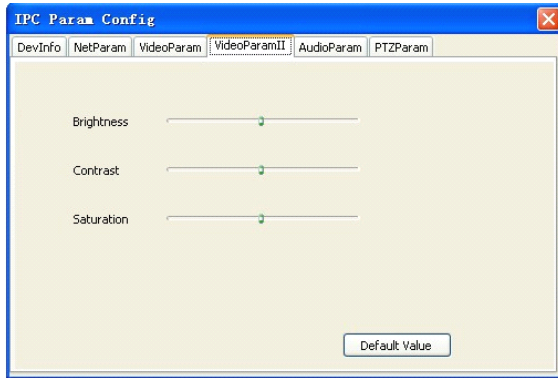 IPC Param Config
DevInfo NetParam VideoParam VideoParamII AudioParam PTZParam
Brightness
Contrast
Saturation
Default Value